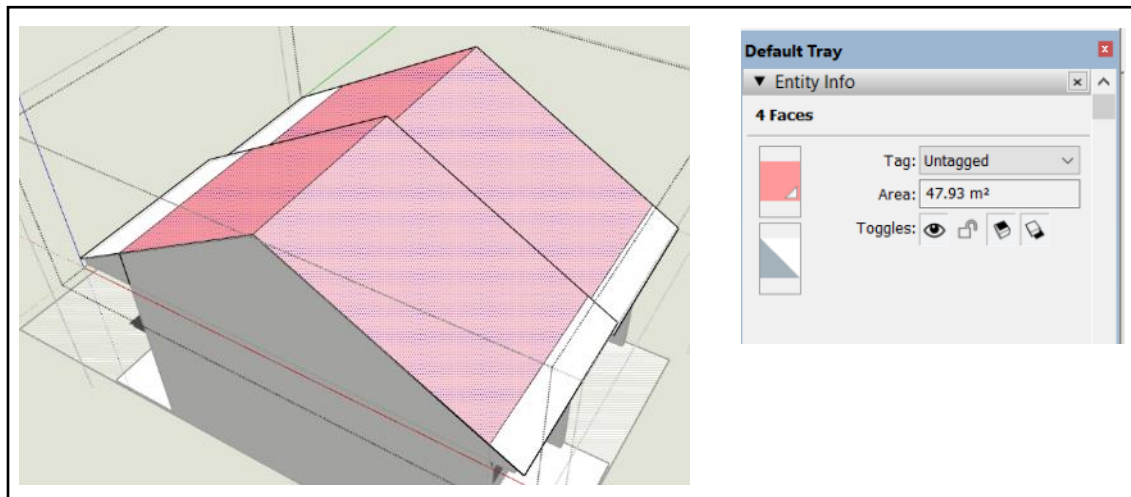 Default Tray
x
▼ Entity Info
×
4 Faces
Tag: Untagged
Area: 47.93 m²
Toggles: